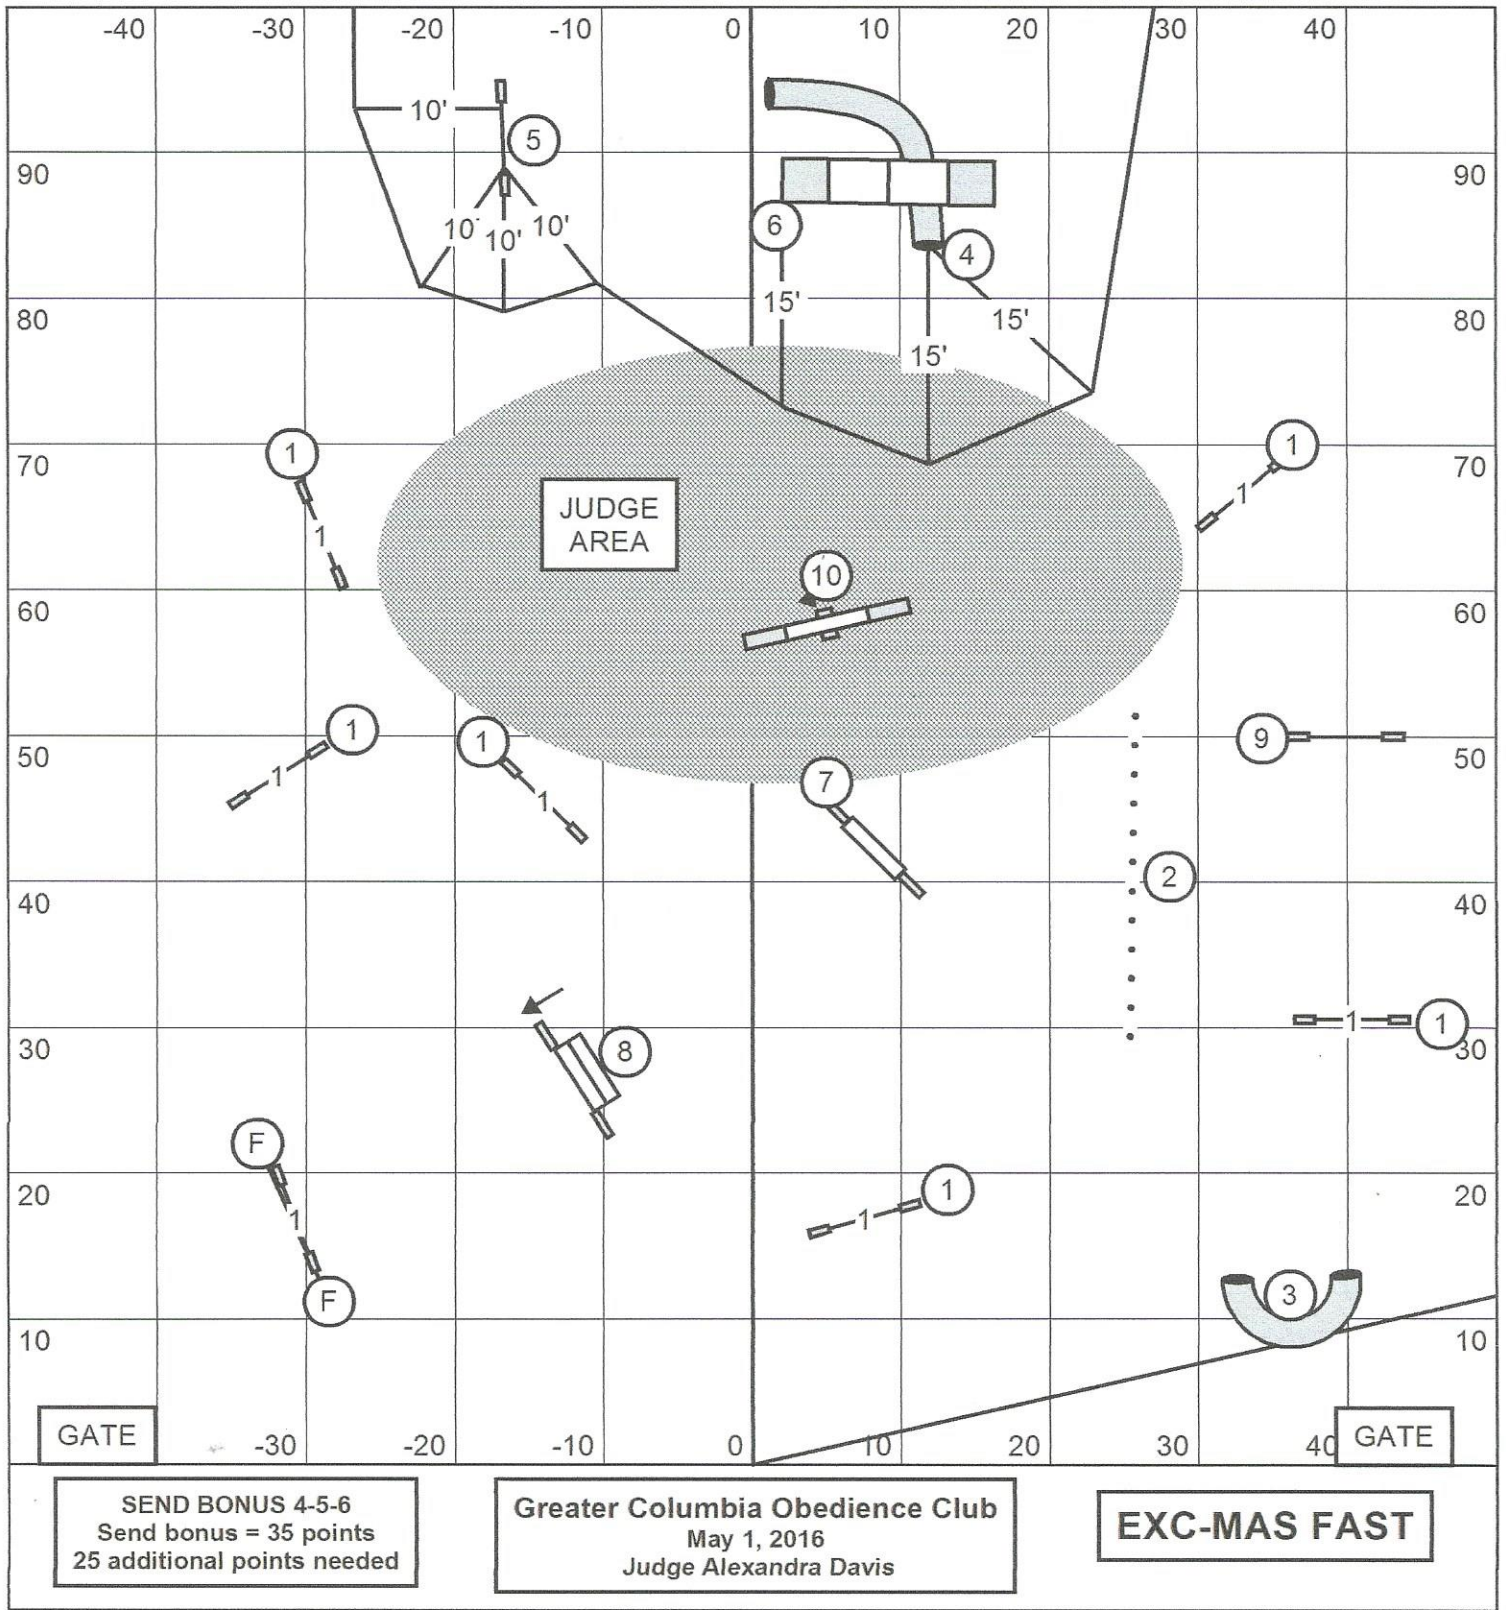 -40 -30 -20 -10 0 10 20 30 40
10'
5
90 90
6
10' 10' 10'
4
80 15' 15' 80
15'
1 1
70 70
1 1
JUDGE
AREA
10
60 60
1 1
50 9 50
7
1 1
2
40 40
1 1
30 8 30
F
20 1 20
1 1
F 3
10 10
GATE -30 -20 -10 0 10 20 30 40 GATE
SEND BONUS 4-5-6
Send bonus = 35 points
25 additional points needed
Greater Columbia Obedience Club
May 1, 2016
Judge Alexandra Davis
EXC-MAS FAST